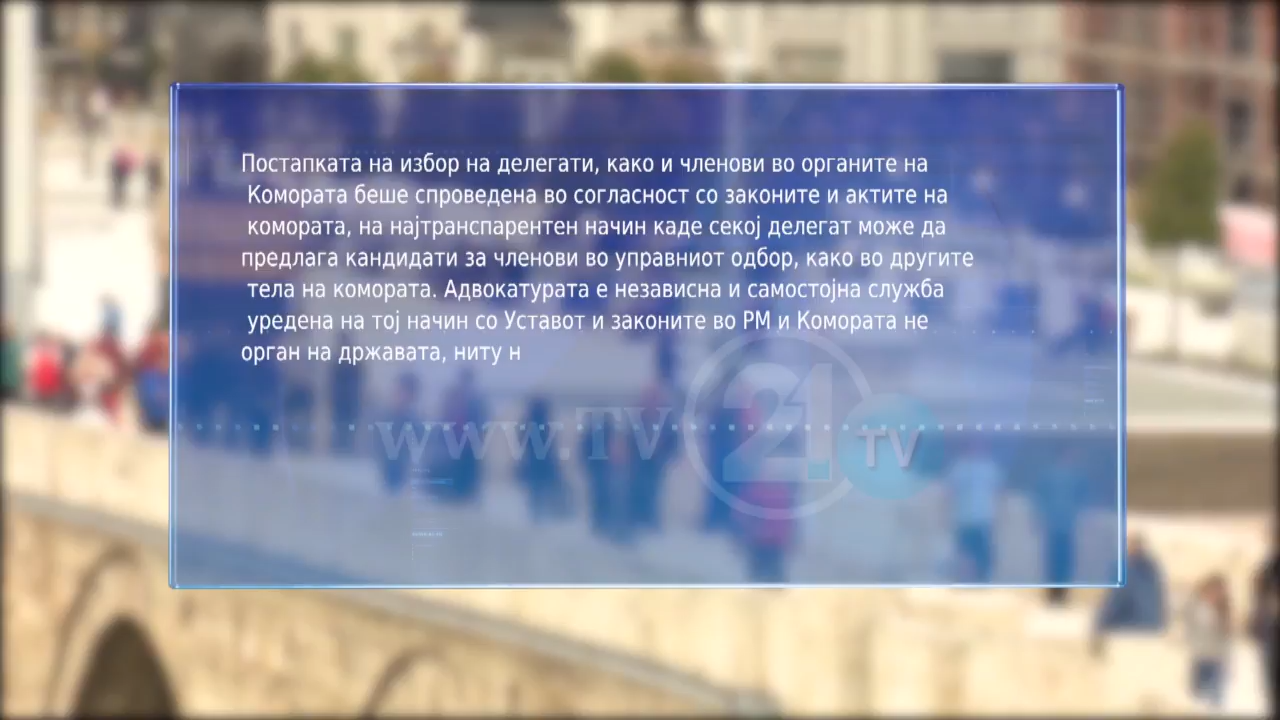 Постапката на избор на делегати, како и членови во органите на
Комората беше спроведена во согласност со законите и актите на
комората, на најтранспарентен начин каде секој делегат може да
предлага кандидати за членови во управниот одбор, како во другите
тела на комората. Адвокатурата е независна и самостојна служба
уредена на тој начин со Уставот и законите во РМ и Комората не
орган на државата, ниту н
www.TV 21 TV